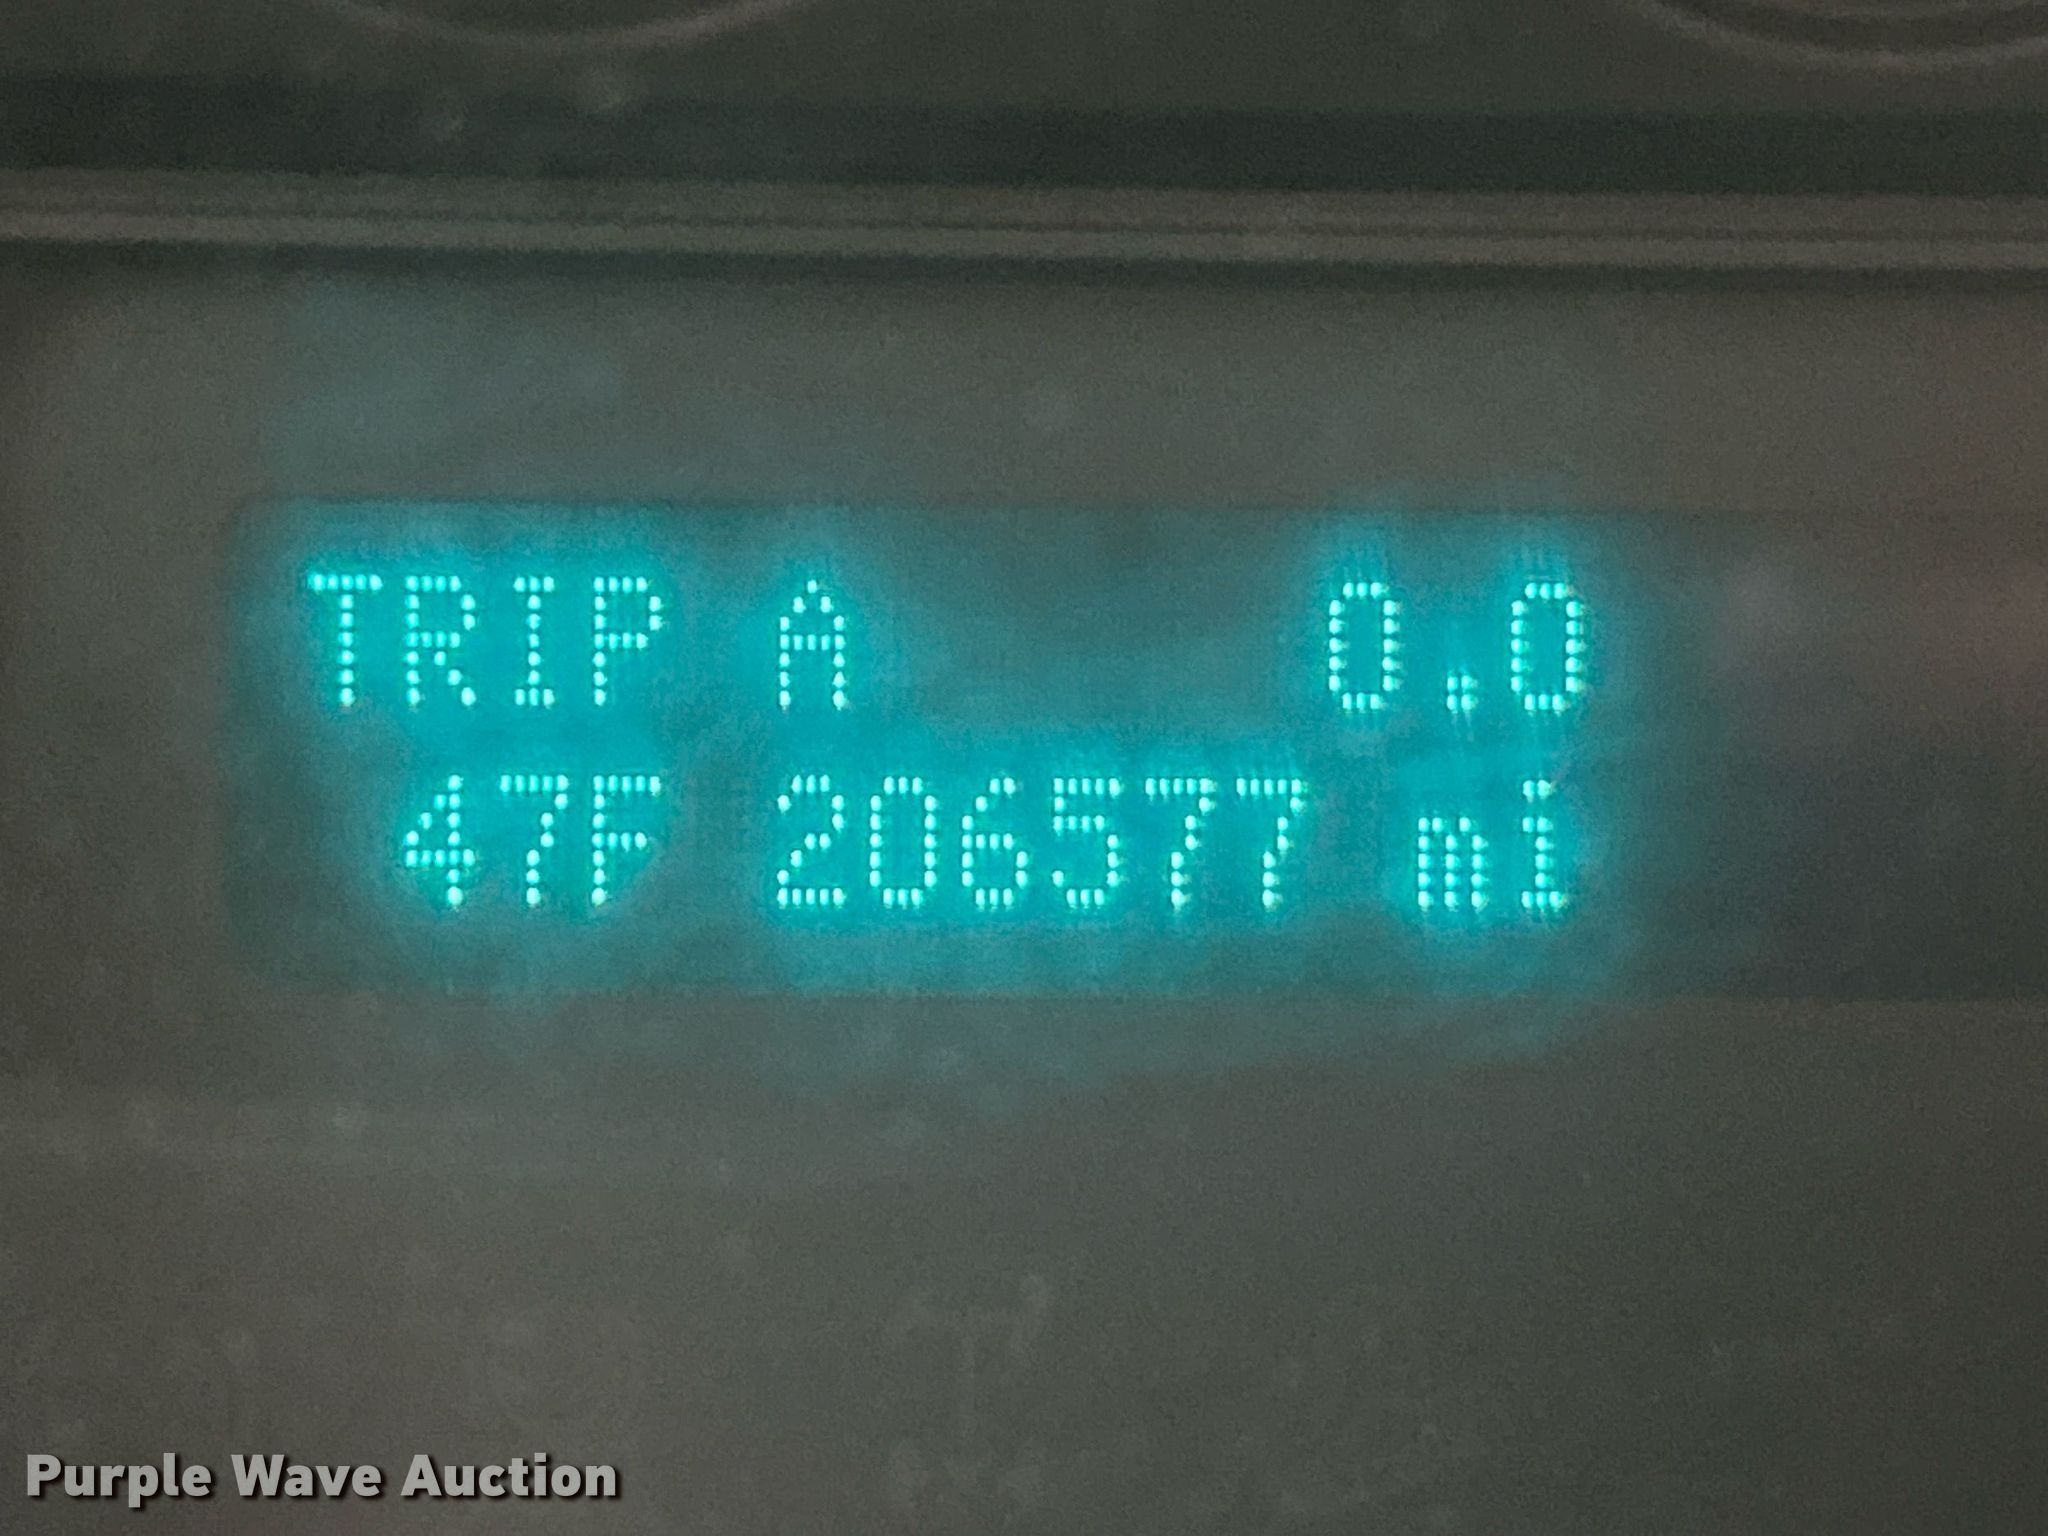 TRIP A 0.0
47F 206577 mi
Purple Wave Auction